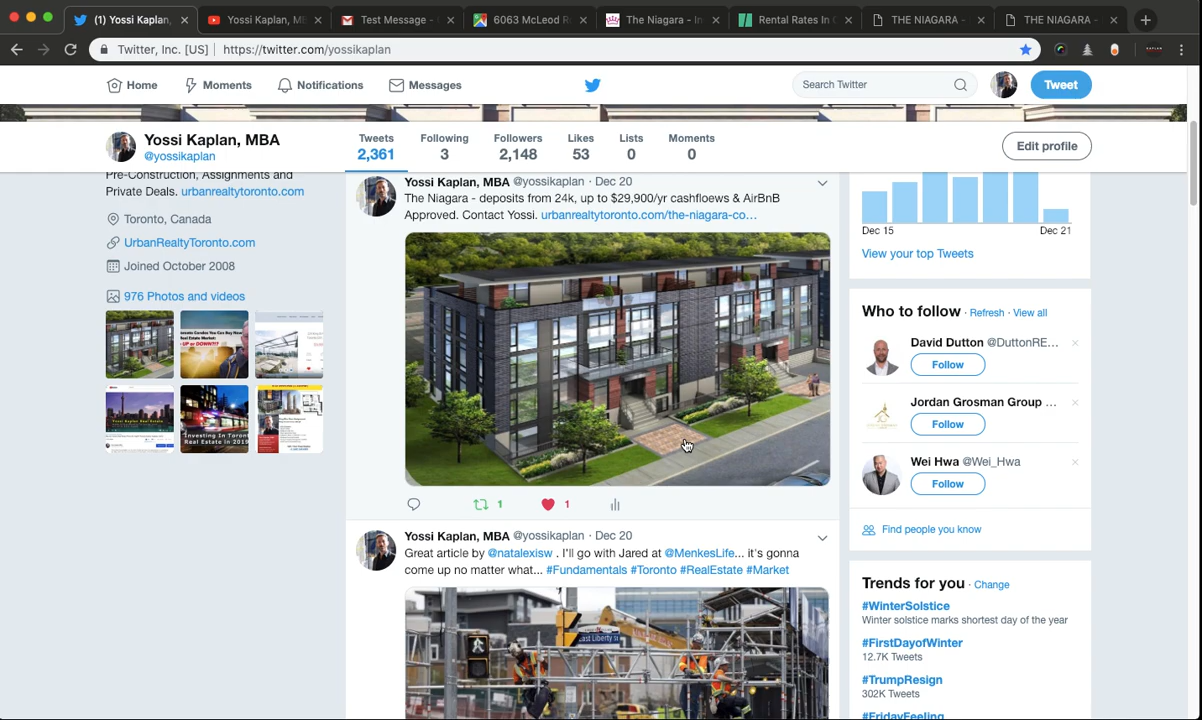 (1) Yossi Kaplan,
Yossi Kaplan, M
Test Message -
6063 McLeod R
The Niagara - In
Rental Rates In
THE NIAGARA -
THE NIAGARA -
Twitter, Inc. [US] https://twitter.com/yossikaplan
Home Moments Notifications Messages
Search Twitter
Tweet
Yossi Kaplan, MBA
@yossikaplan
Tweets Following Followers Likes Lists Moments
2,361 3 2,148 53 0 0
Edit profile
Pre-Construction, Assignments and
Private Deals. urbanrealtytoronto.com
Toronto, Canada
UrbanRealtyToronto.com
Joined October 2008
976 Photos and videos
Yossi Kaplan, MBA @yossikaplan · Dec 20
The Niagara - deposits from 24k, up to $29,900/yr cashfloews & AirBnB
Approved. Contact Yossi. urbanrealtytoronto.com/the-niagara-co…
1 1
Yossi Kaplan, MBA @yossikaplan · Dec 20
Great article by @natalexisw . I'll go with Jared at @MenkesLife... it's gonna
come up no matter what... #Fundamentals #Toronto #RealEstate #Market
East Liberty St
Dec 15 Dec 21
View your top Tweets
Who to follow · Refresh · View all
David Dutton @DuttonRE...
Follow
Jordan Grosman Group ...
Follow
Wei Hwa @Wei_Hwa
Follow
Find people you know
Trends for you · Change
#WinterSolstice
Winter solstice marks shortest day of the year
#FirstDayofWinter
12.7K Tweets
#TrumpResign
302K Tweets
#FridayFeeling